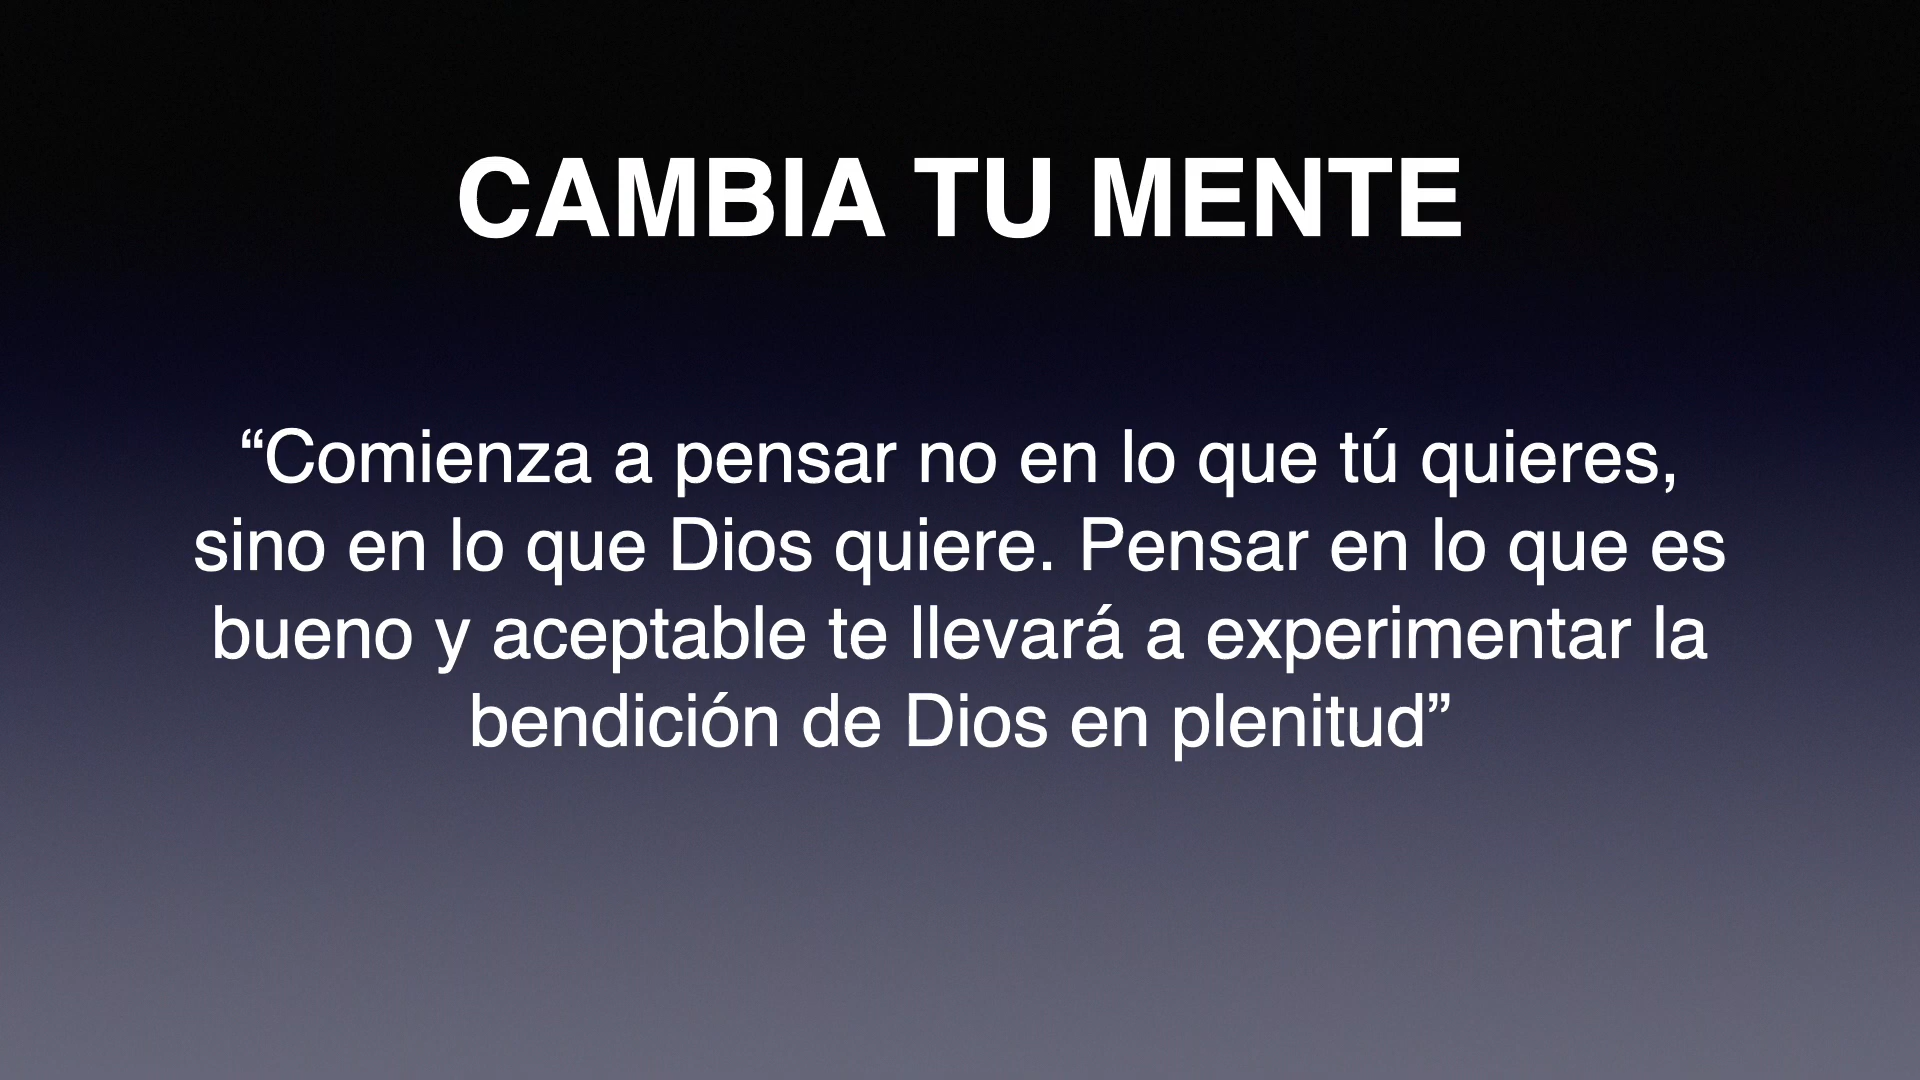 CAMBIA TU MENTE
“Comienza a pensar no en lo que tú quieres,
sino en lo que Dios quiere. Pensar en lo que es
bueno y aceptable te llevará a experimentar la
bendición de Dios en plenitud”